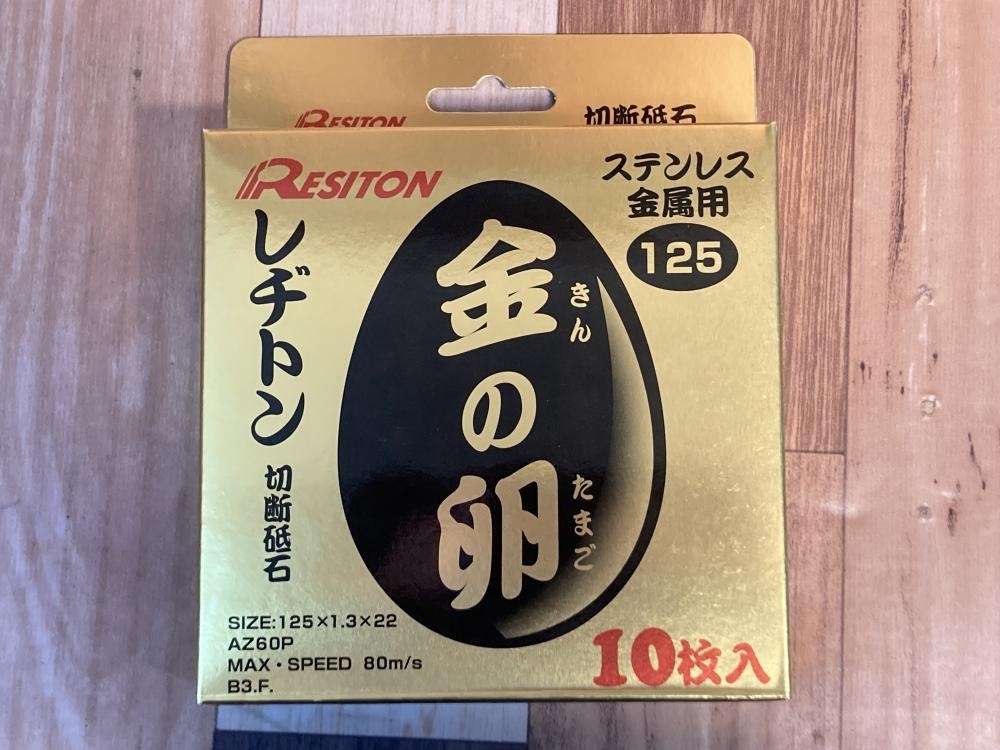 RESITON
切断砥石
RESITON
ステンレス
金属用
125
レヂトン
切断砥石
金の卵
きん
たまご
SIZE:125×1.3×22
AZ60P
MAX・SPEED 80m/s
B3.F.
10枚入